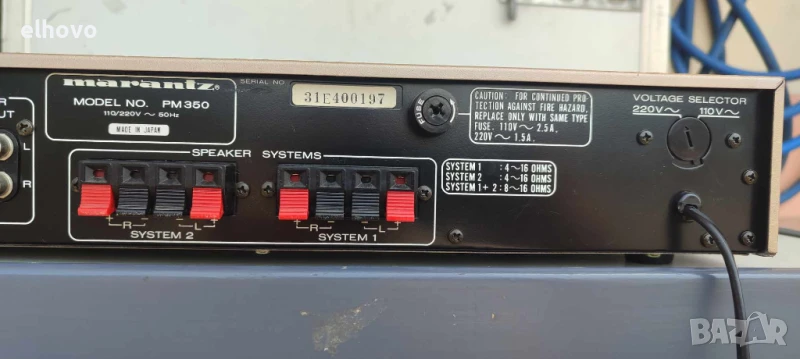 elhovo
marantz
SERIAL NO.
MODEL NO. PM350
110/220V ~ 50Hz
MADE IN JAPAN
31E400197
FUSE
CAUTION: FOR CONTINUED PRO-
TECTION AGAINST FIRE HAZARD,
REPLACE ONLY WITH SAME TYPE
FUSE. 110V ~ 2.5A.
220V ~ 1.5A.
VOLTAGE SELECTOR
220V ~ 110V ~
L
R
SPEAKER SYSTEMS
+ - - +
R L
SYSTEM 2
+ - - +
R L
SYSTEM 1
SYSTEM 1 : 4~16 OHMS
SYSTEM 2 : 4~16 OHMS
SYSTEM 1+2: 8~16 OHMS
BAZAR